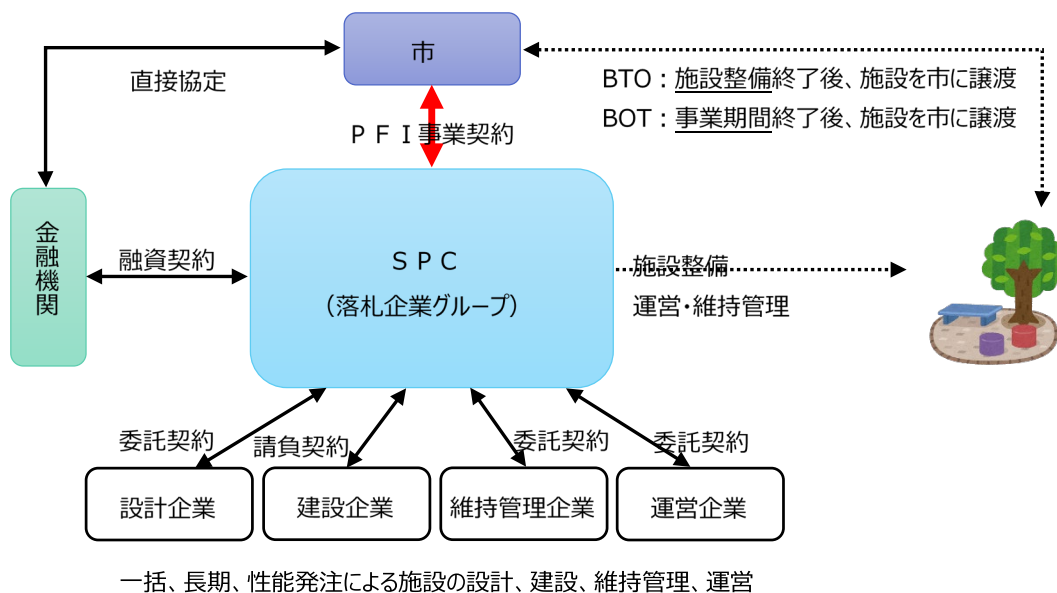 市
直接協定
BTO：施設整備終了後、施設を市に譲渡
BOT：事業期間終了後、施設を市に譲渡
ＰＦＩ事業契約
金融機関
融資契約
ＳＰＣ
（落札企業グループ）
施設整備
運営・維持管理
委託契約
請負契約
委託契約
委託契約
設計企業
建設企業
維持管理企業
運営企業
一括、長期、性能発注による施設の設計、建設、維持管理、運営